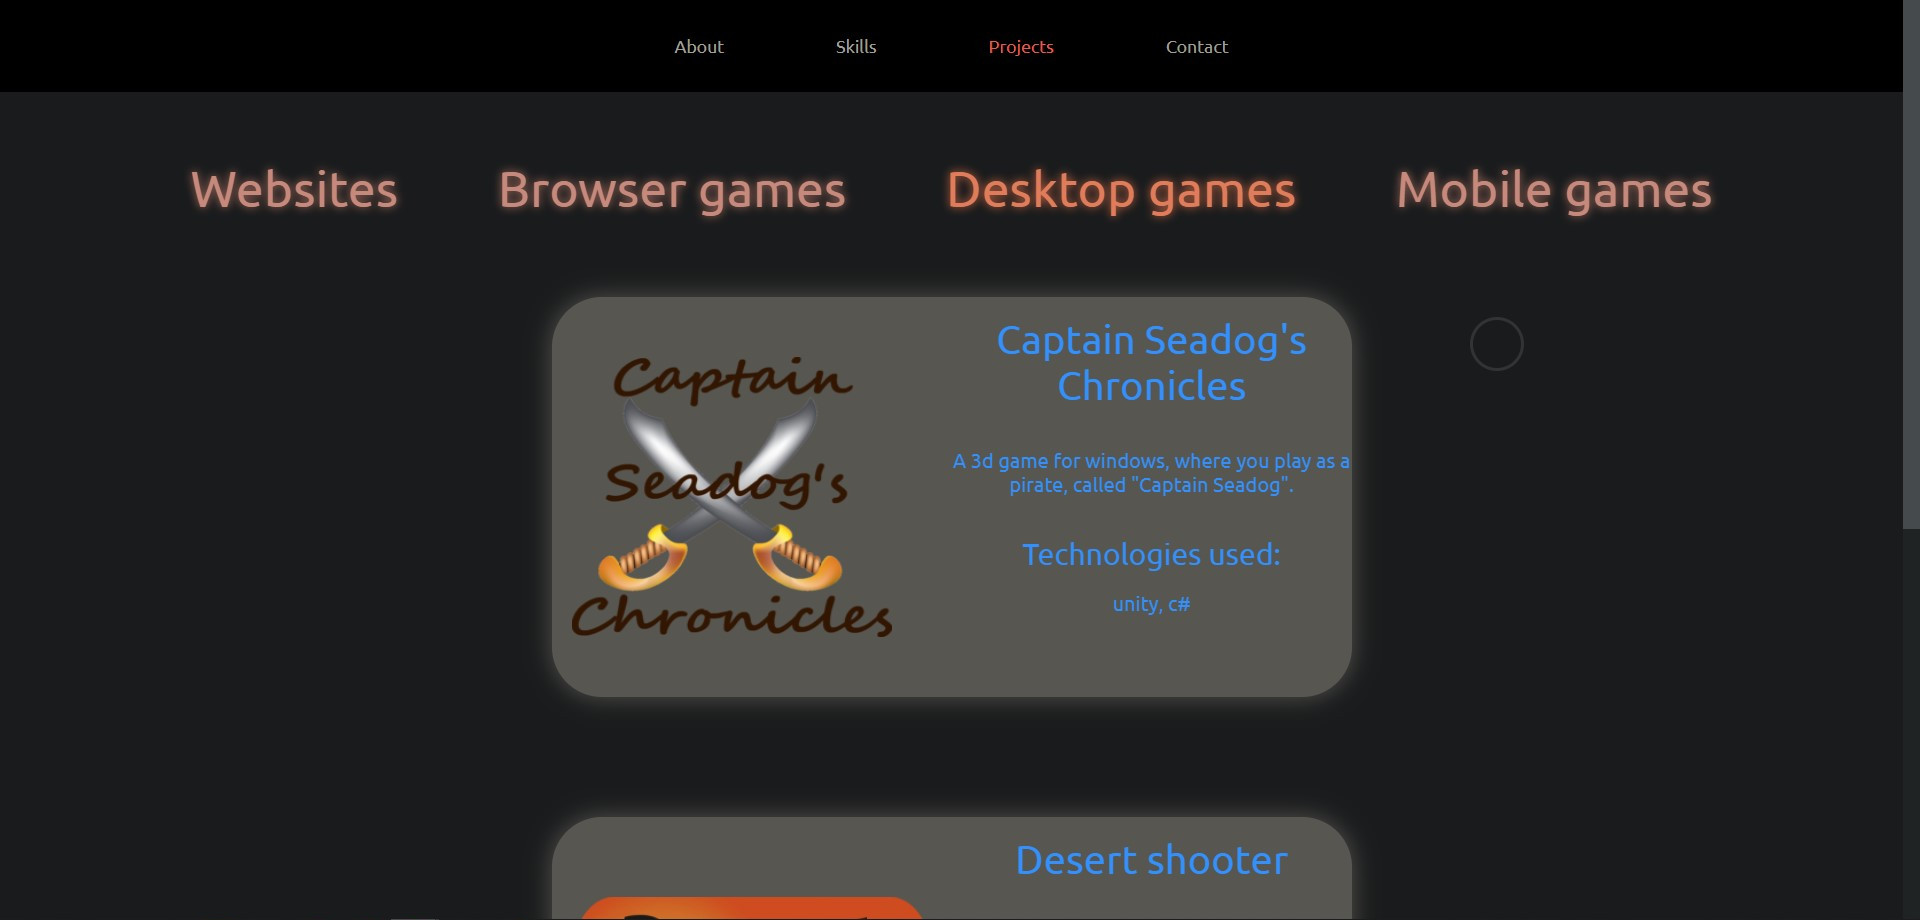 About Skills Projects Contact
Websites Browser games Desktop games Mobile games
Captain
Seadog's
Chronicles
Captain Seadog's
Chronicles
A 3d game for windows, where you play as a
pirate, called "Captain Seadog".
Technologies used:
unity, c#
Desert shooter